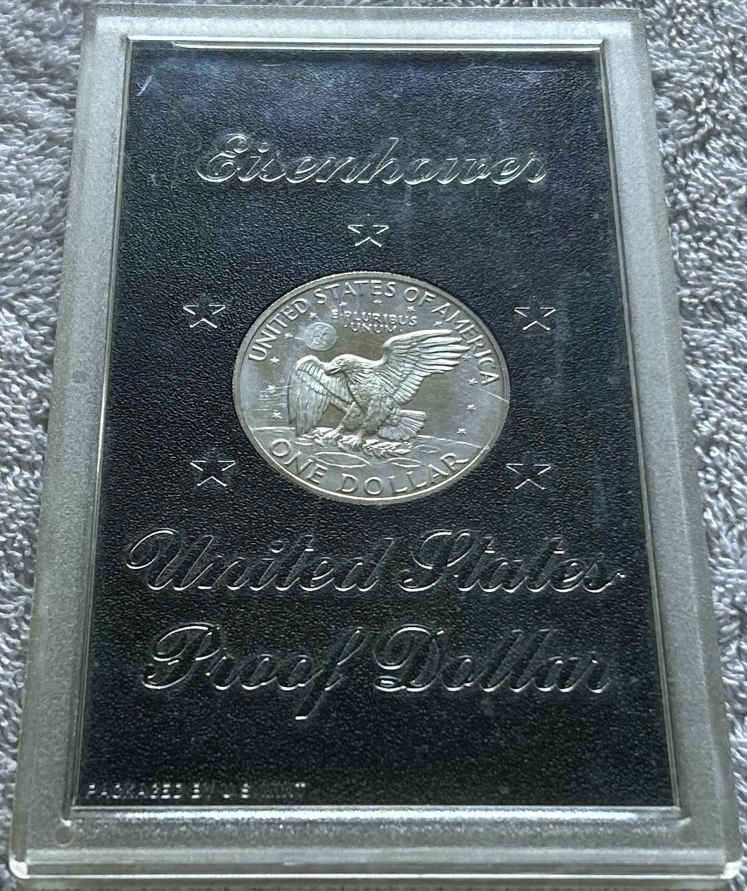 Eisenhower
UNITED STATES OF AMERICA
E PLURIBUS
UNUM
ONE DOLLAR
United States
Proof Dollar
PACKAGED BY U.S. MINT